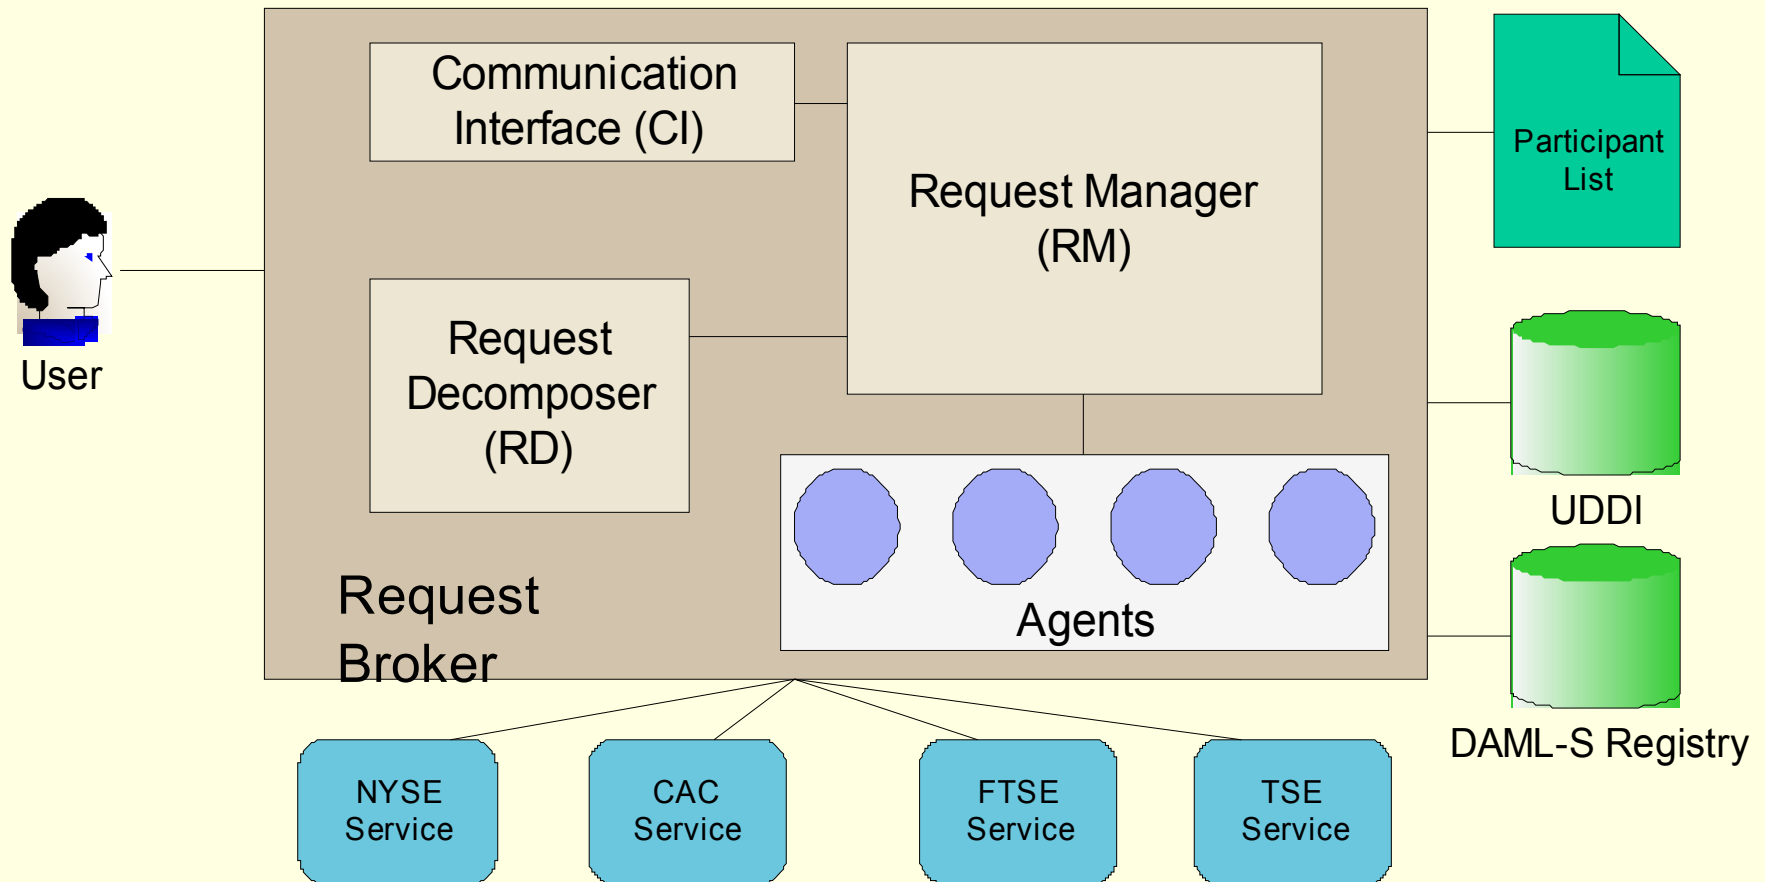 Communication
Interface (CI)
Request Manager
(RM)
Participant
List
User
Request
Decomposer
(RD)
UDDI
Agents
Request
Broker
DAML-S Registry
NYSE
Service
CAC
Service
FTSE
Service
TSE
Service